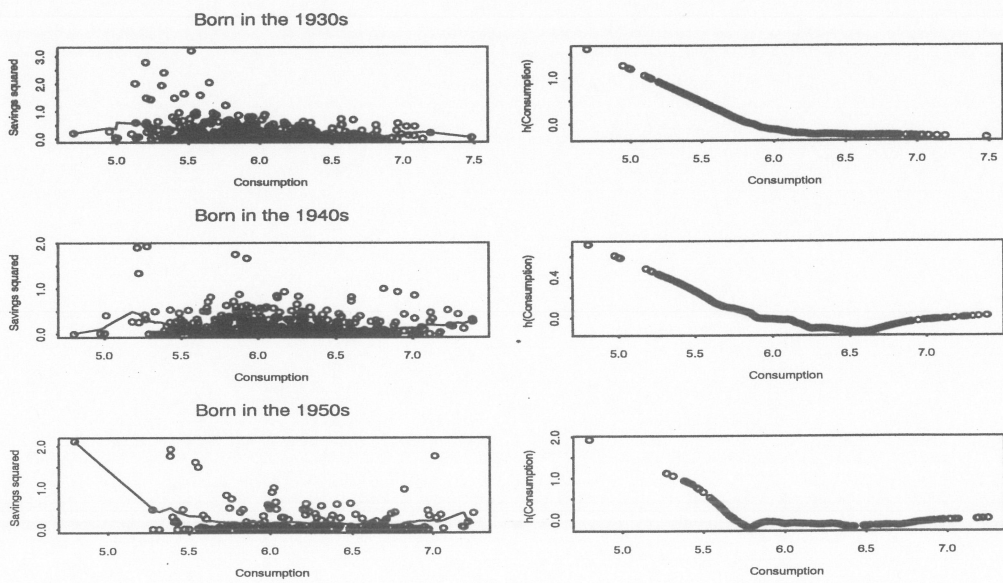 Born in the 1930s
Savings squared
0.0 1.0 2.0 3.0
5.0 5.5 6.0 6.5 7.0 7.5
Consumption
h(Consumption)
0.0 1.0
5.0 5.5 6.0 6.5 7.0 7.5
Consumption
Born in the 1940s
Savings squared
0.0 1.0 2.0
5.0 5.5 6.0 6.5 7.0
Consumption
h(Consumption)
0.0 0.4
5.0 5.5 6.0 6.5 7.0
Consumption
Born in the 1950s
Savings squared
0.0 1.0 2.0
5.0 5.5 6.0 6.5 7.0
Consumption
h(Consumption)
0 1 2
5.0 5.5 6.0 6.5 7.0
Consumption